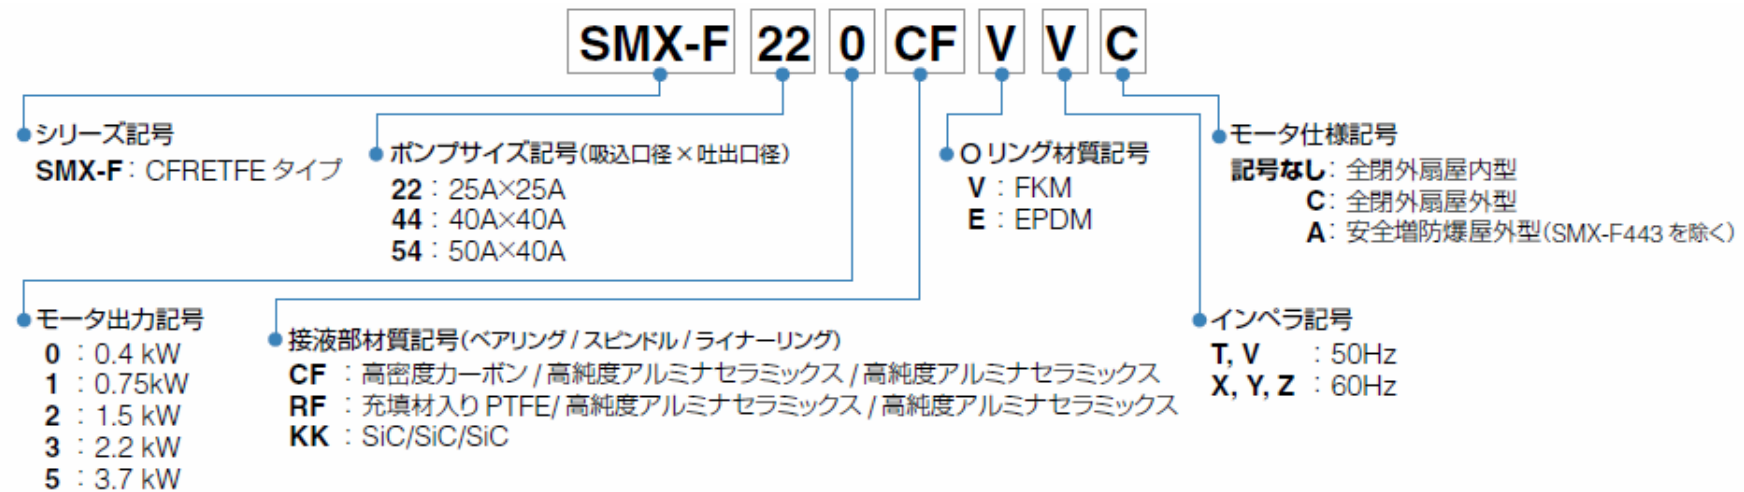 SMX-F 22 0 CF V V C
シリーズ記号
SMX-F：CFRETFE タイプ
ポンプサイズ記号(吸込口径×吐出口径)
22：25A×25A
44：40A×40A
54：50A×40A
O リング材質記号
V：FKM
E：EPDM
モータ仕様記号
記号なし：全閉外扇屋内型
C：全閉外扇屋外型
A：安全増防爆屋外型(SMX-F443を除く)
モータ出力記号
0：0.4 kW
1：0.75kW
2：1.5 kW
3：2.2 kW
5：3.7 kW
接液部材質記号(ベアリング / スピンドル / ライナーリング)
CF：高密度カーボン / 高純度アルミナセラミックス / 高純度アルミナセラミックス
RF：充填材入り PTFE/ 高純度アルミナセラミックス / 高純度アルミナセラミックス
KK：SiC/SiC/SiC
インペラ記号
T, V：50Hz
X, Y, Z：60Hz